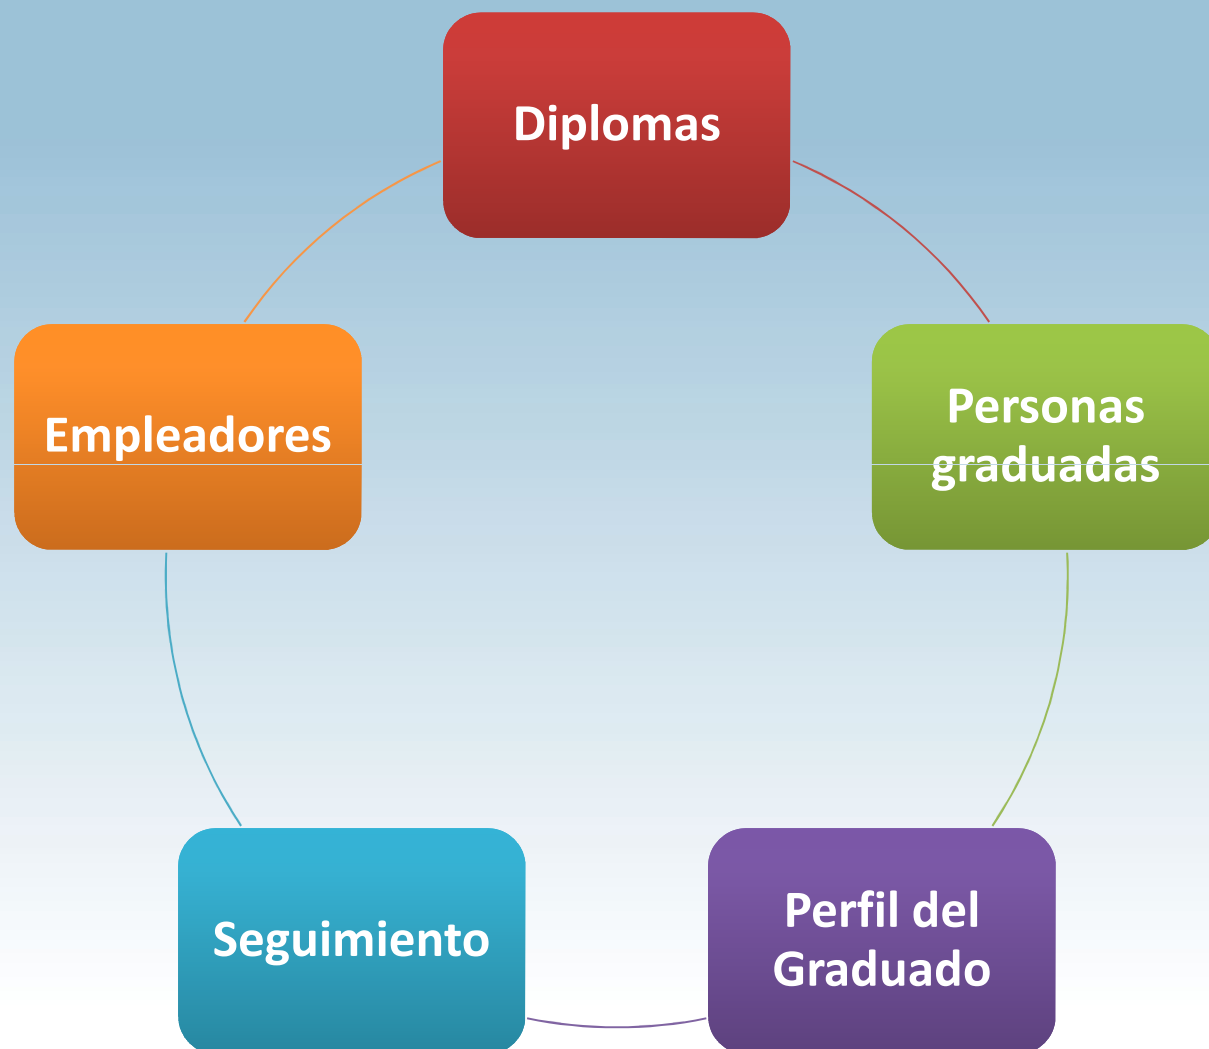 Diplomas
Personas
graduadas
Empleadores
Perfil del
Graduado
Seguimiento